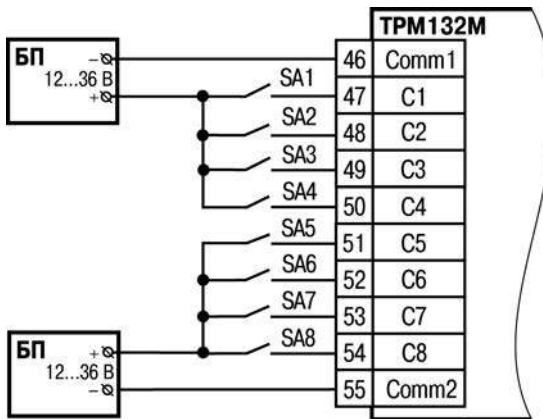 ТРМ132М
БП
12...36 В
–
+
46 Comm1
SA1
47 C1
SA2
48 C2
SA3
49 C3
SA4
50 C4
SA5
51 C5
SA6
52 C6
SA7
53 C7
SA8
54 C8
55 Comm2
БП
+
12...36 В
–